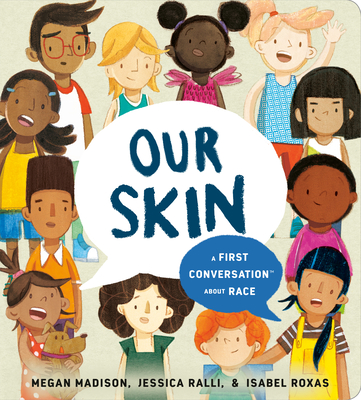 OUR
SKIN
A FIRST
CONVERSATION™
ABOUT RACE
MEGAN MADISON, JESSICA RALLI, & ISABEL ROXAS